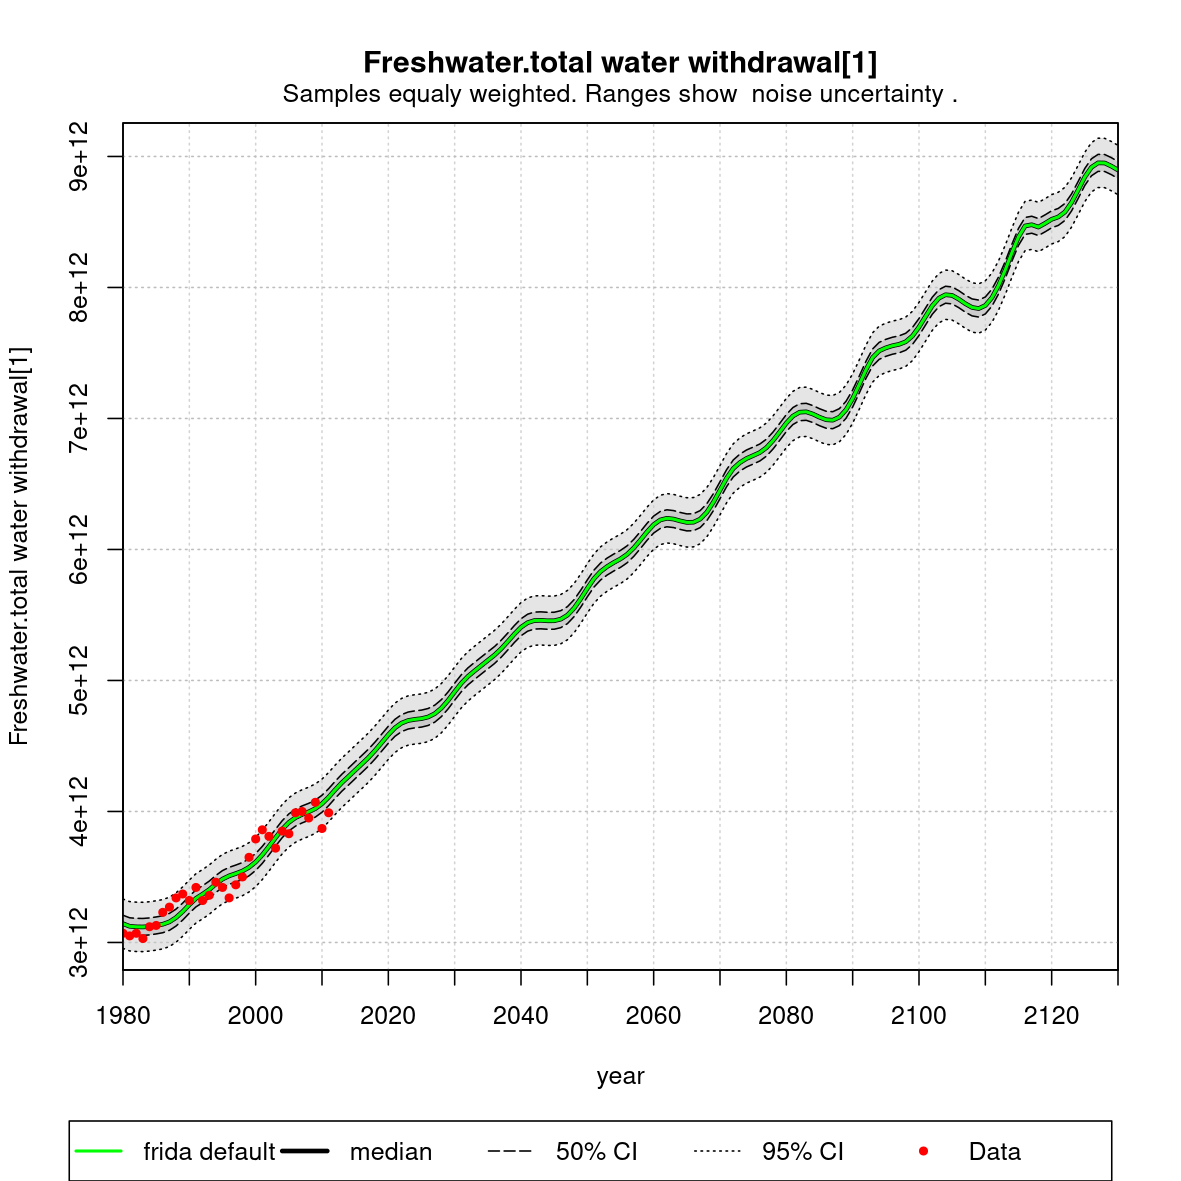 Freshwater.total water withdrawal[1]
Samples equaly weighted. Ranges show  noise uncertainty .
Freshwater.total water withdrawal[1]
9e+12
8e+12
7e+12
6e+12
5e+12
4e+12
3e+12
1980 2000 2020 2040 2060 2080 2100 2120
year
frida default median 50% CI 95% CI Data